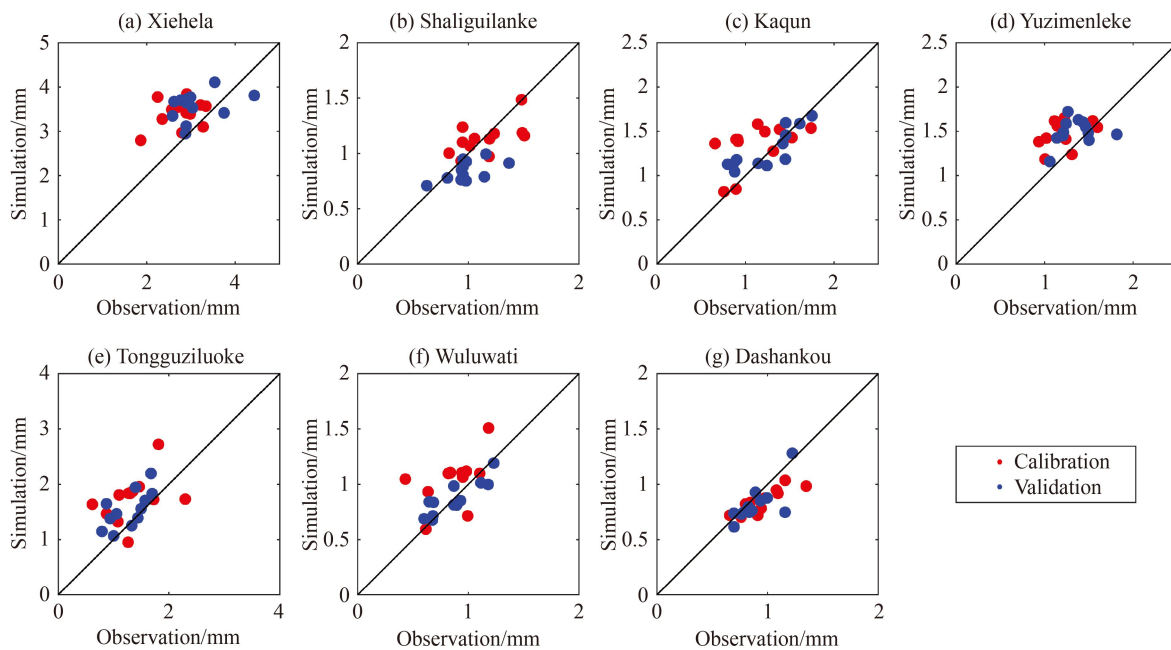 (a) Xiehela
5
4
3
2
1
0
0
2
4
Simulation/mm
Observation/mm
(b) Shaliguilanke
2
1.5
1
0.5
0
0
1
2
Simulation/mm
Observation/mm
(c) Kaqun
2.5
2
1.5
1
0.5
0
0
1
2
Simulation/mm
Observation/mm
(d) Yuzimenleke
2.5
2
1.5
1
0.5
0
0
1
2
Simulation/mm
Observation/mm
(e) Tongguziluoke
4
3
2
1
0
0
2
4
Simulation/mm
Observation/mm
(f) Wuluwati
2
1.5
1
0.5
0
0
1
2
Simulation/mm
Observation/mm
(g) Dashankou
2
1.5
1
0.5
0
0
1
2
Simulation/mm
Observation/mm
Calibration
Validation